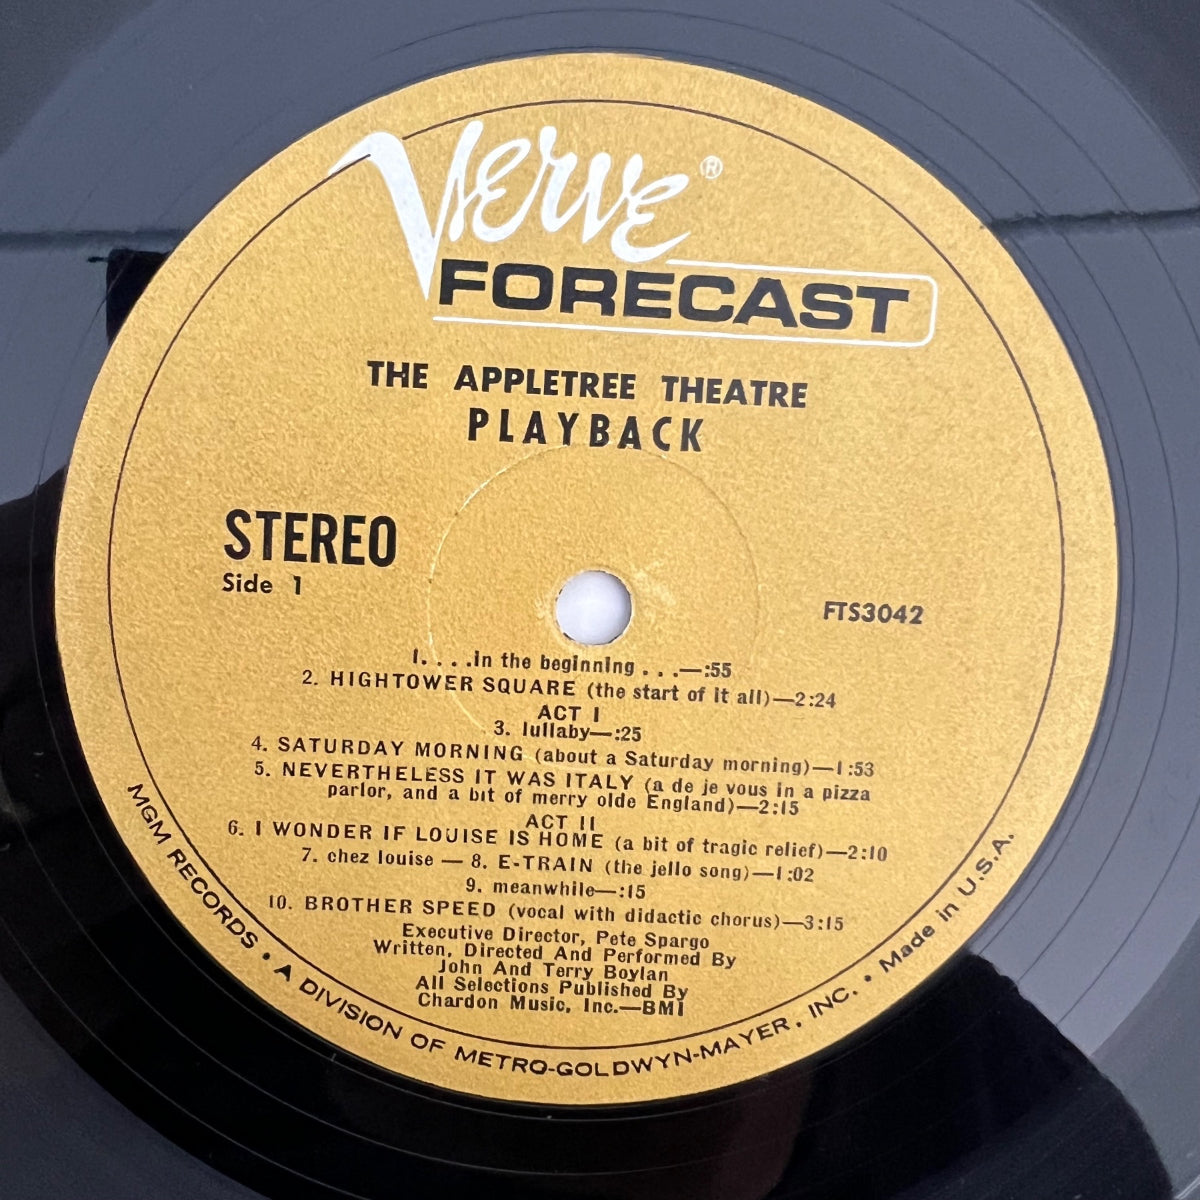 Verve®
FORECAST
THE APPLETREE THEATRE
PLAYBACK
STEREO
Side 1
FTS3042
1. . . .in the beginning . . .—:55
2. HIGHTOWER SQUARE (the start of it all)—2:24
ACT I
3. lullaby—:25
4. SATURDAY MORNING (about a Saturday morning)—1:53
5. NEVERTHELESS IT WAS ITALY (a de je vous in a pizza
parlor, and a bit of merry olde England)—2:15
ACT II
6. I WONDER IF LOUISE IS HOME (a bit of tragic relief)—2:10
7. chez louise — 8. E-TRAIN (the jello song)—1:02
9. meanwhile—:15
10. BROTHER SPEED (vocal with didactic chorus)—3:15
Executive Director, Pete Spargo
Written, Directed And Performed By
John And Terry Boylan
All Selections Published By
Chardon Music, Inc.—BMI
MGM RECORDS • A DIVISION OF METRO-GOLDWYN-MAYER, INC. • Made in U.S.A.